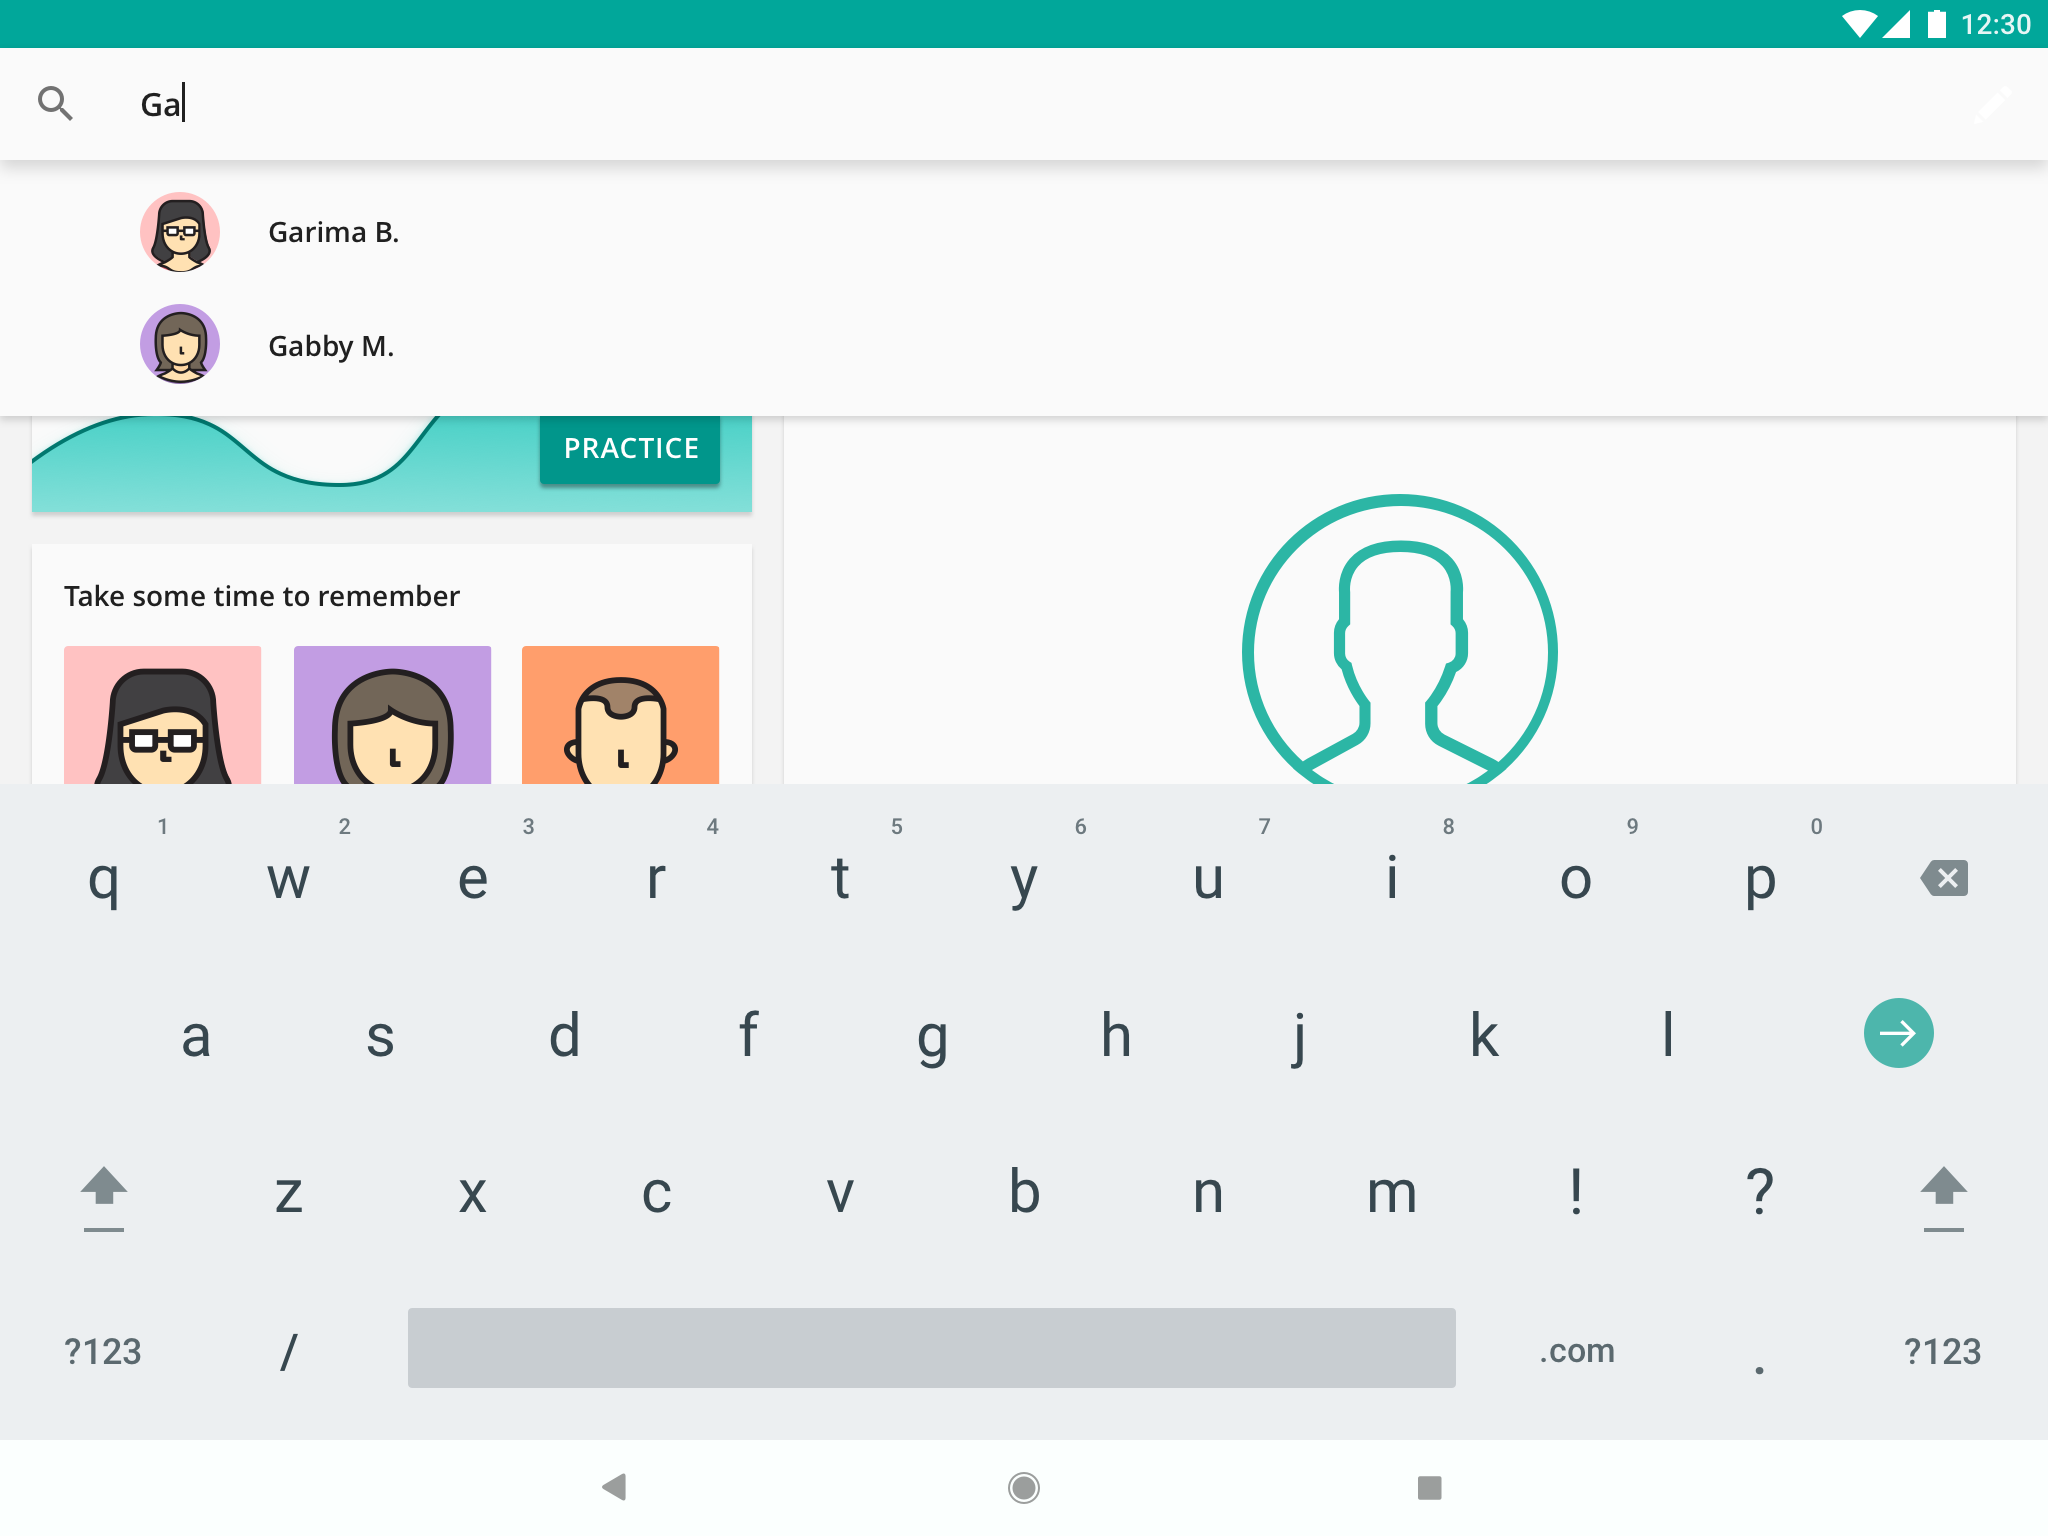 12:30
Ga
Garima B.
Gabby M.
PRACTICE
Take some time to remember
1 2 3 4 5 6 7 8 9 0
q w e r t y u i o p
a s d f g h j k l
z x c v b n m ! ?
?123 / .com . ?123